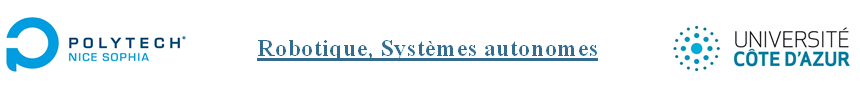 POLYTECH®
NICE SOPHIA
Robotique, Systèmes autonomes
UNIVERSITÉ
CÔTE D'AZUR